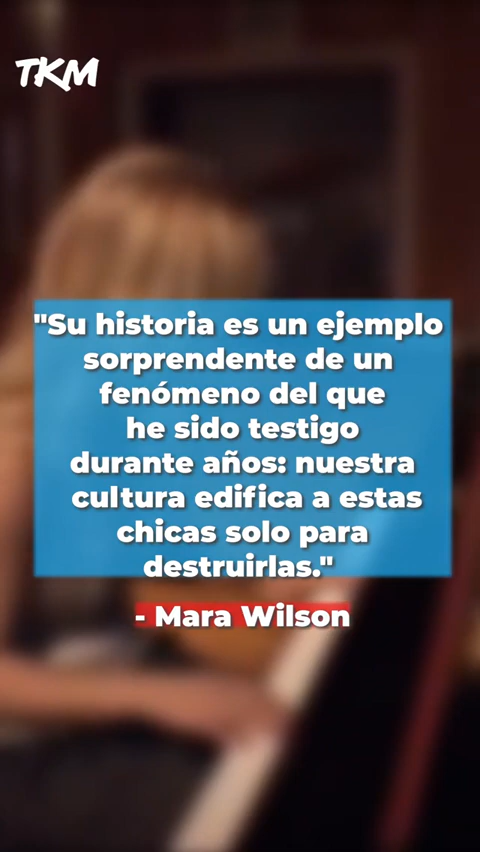 TKM
"Su historia es un ejemplo
sorprendente de un
fenómeno del que
he sido testigo
durante años: nuestra
cultura edifica a estas
chicas solo para
destruirlas."
- Mara Wilson